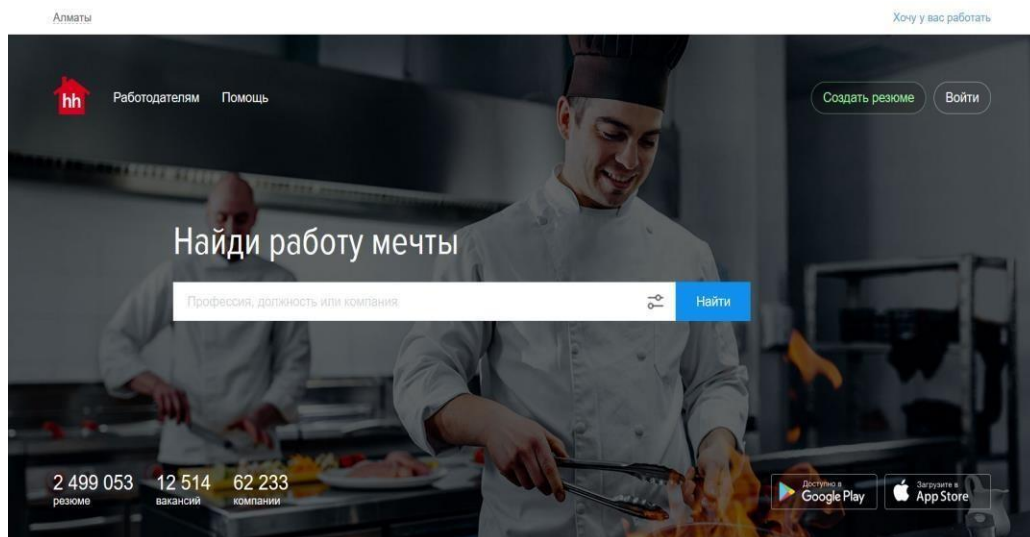 Алматы
Хочу у вас работать
hh
Работодателям
Помощь
Создать резюме
Войти
Найди работу мечты
Профессия, должность или компания
Найти
2 499 053
резюме
12 514
вакансий
62 233
компании
Доступно в
Google Play
Загрузите в
App Store